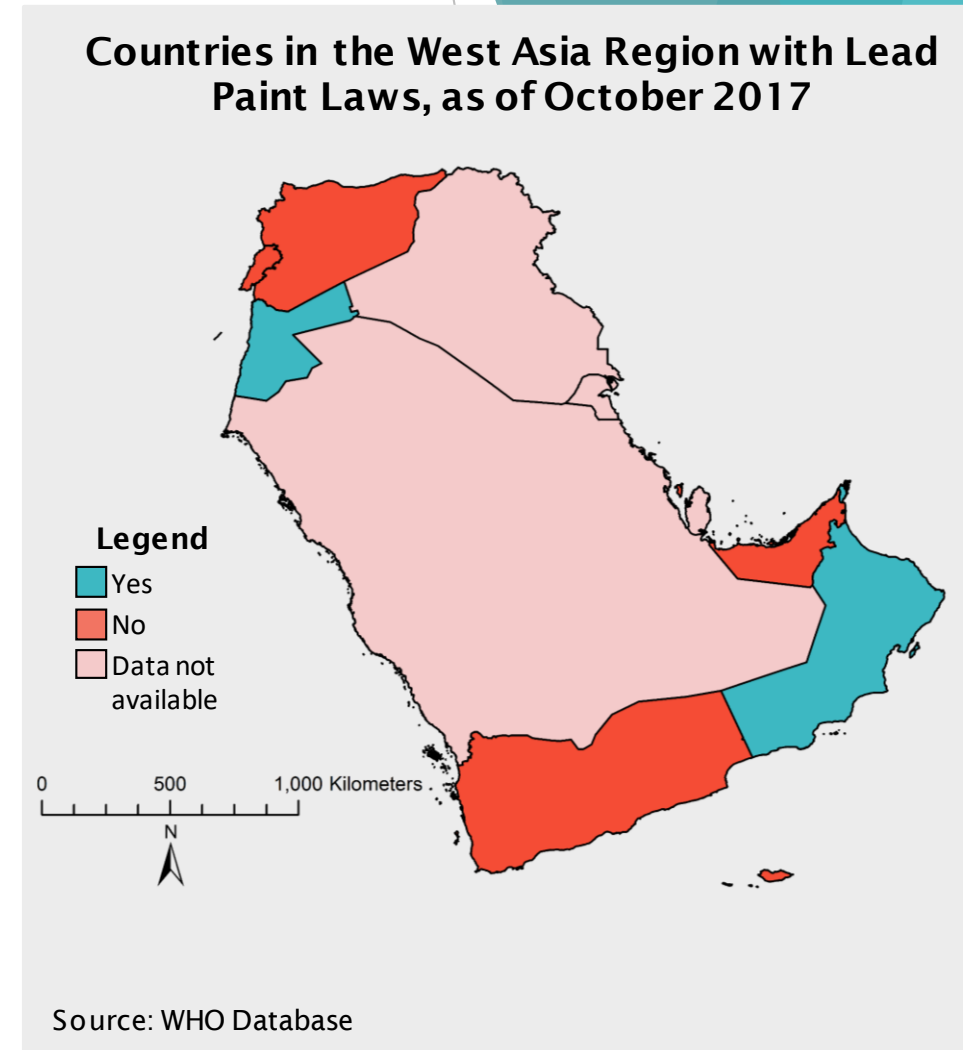 Countries in the West Asia Region with Lead
Paint Laws, as of October 2017
Legend
Yes
No
Data not
available
0 500 1,000 Kilometers
N
Source: WHO Database